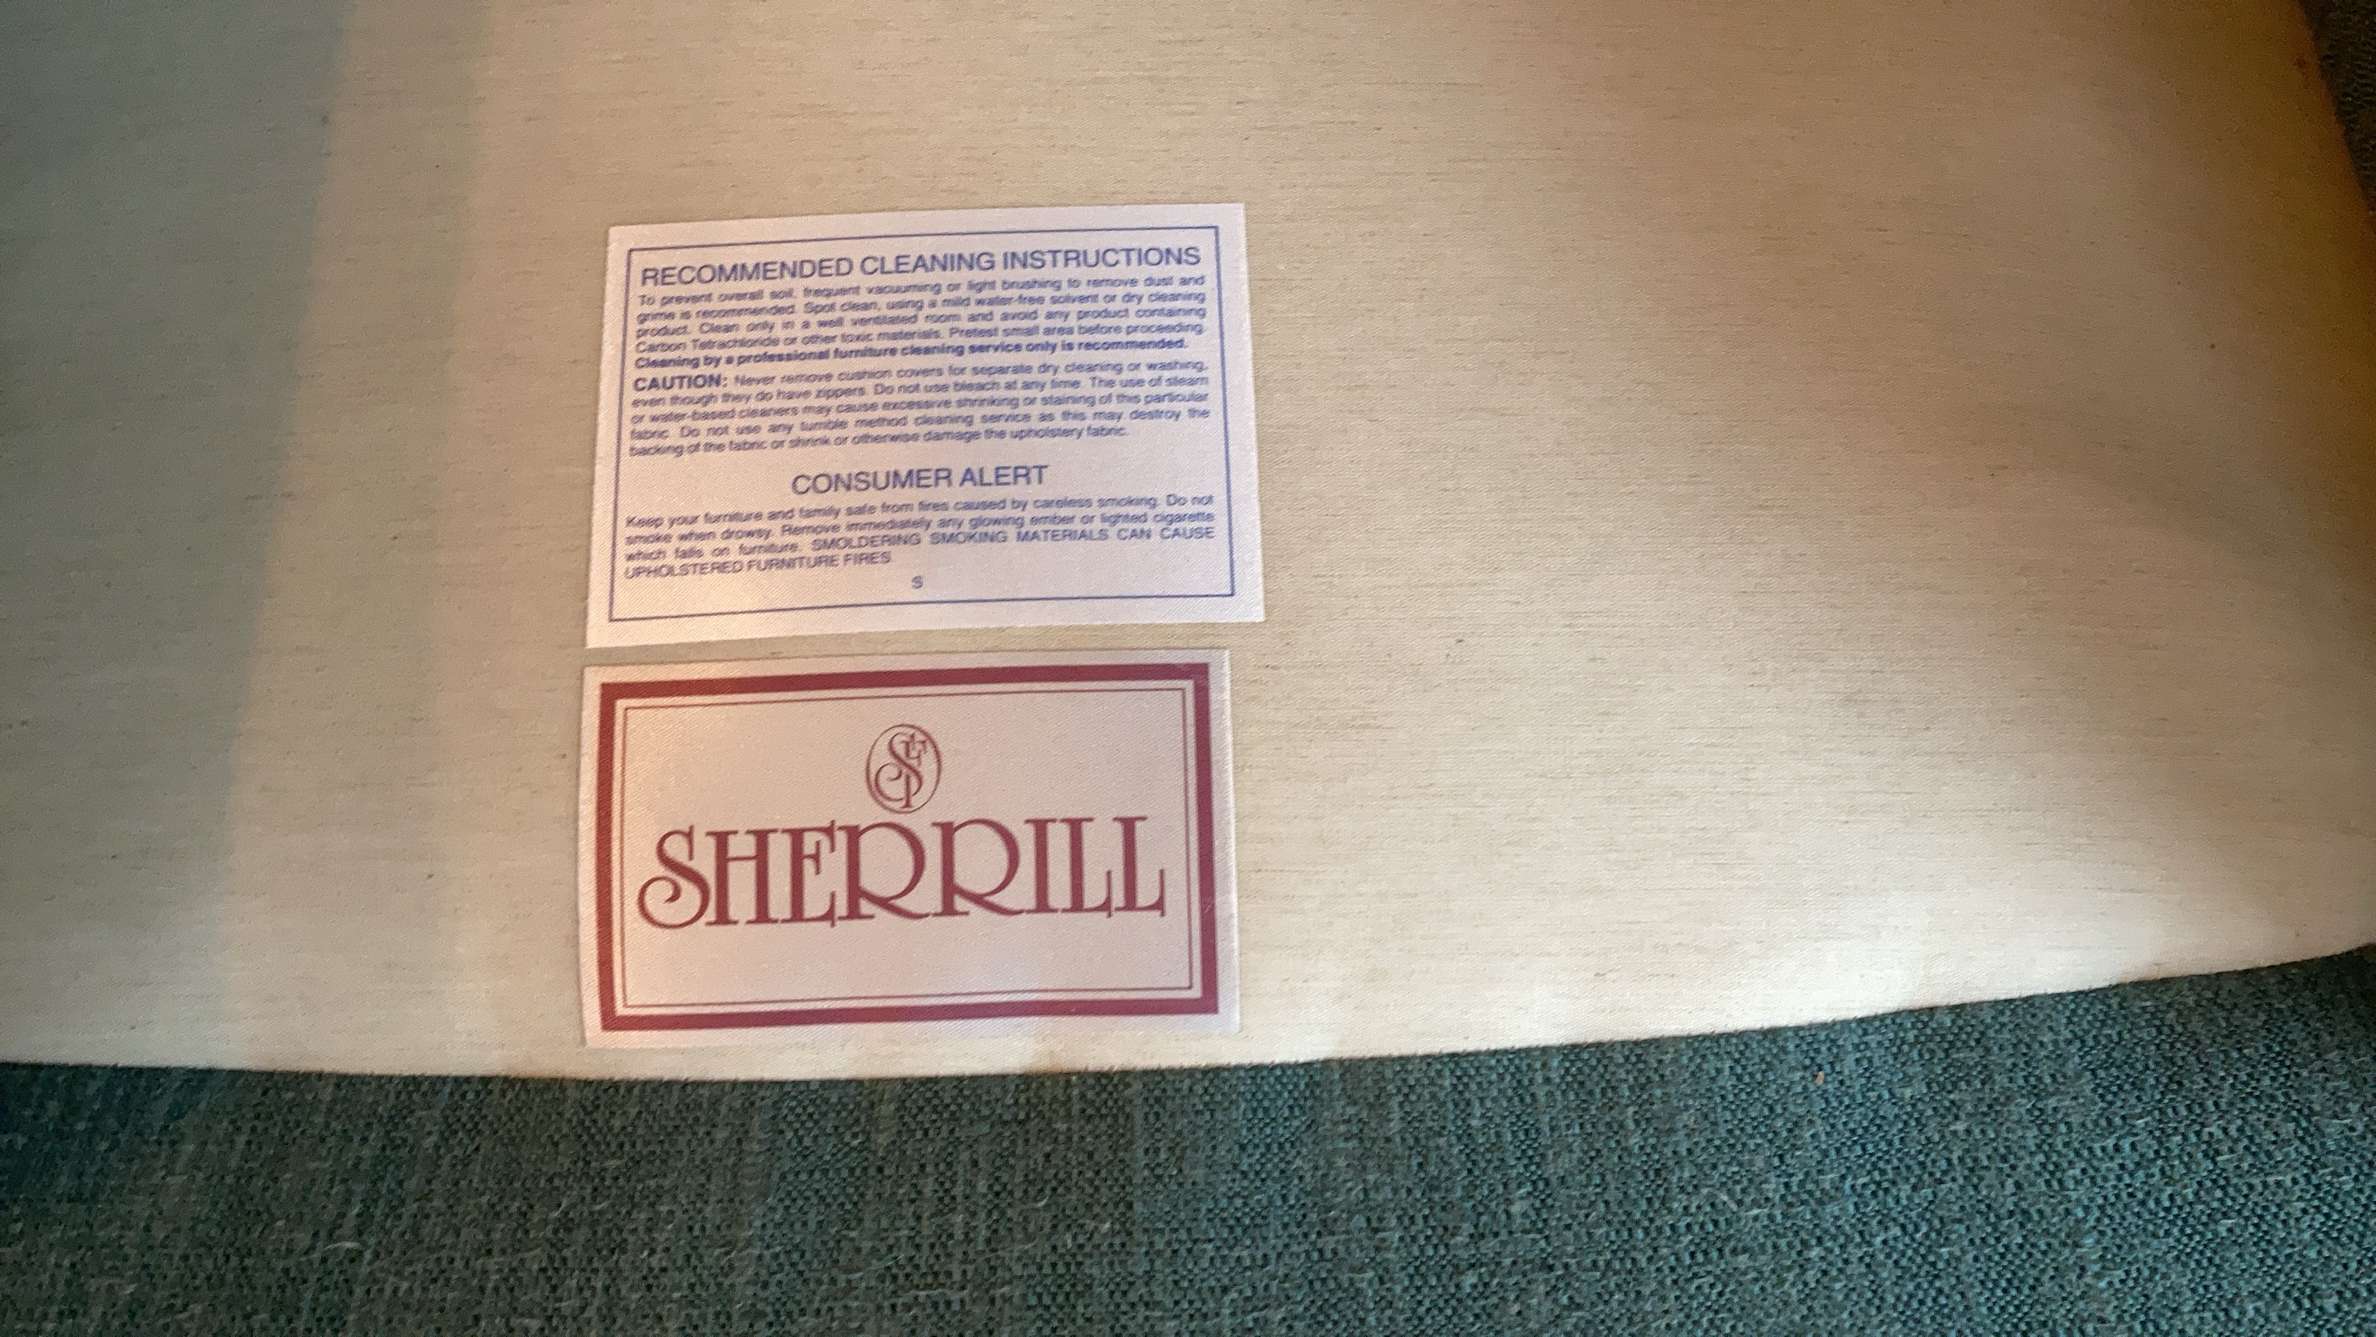 RECOMMENDED CLEANING INSTRUCTIONS
To prevent overall soil, frequent vacuuming or light brushing to remove dust and
grime is recommended. Spot clean, using a mild water-free solvent or dry cleaning
product. Clean only in a well ventilated room and avoid any product containing
Carbon Tetrachloride or other toxic materials. Pretest small area before proceeding.
Cleaning by a professional furniture cleaning service only is recommended.
CAUTION: Never remove cushion covers for separate dry cleaning or washing,
even though they do have zippers. Do not use bleach at any time. The use of steam
or water-based cleaners may cause excessive shrinking or staining of this particular
fabric. Do not use any tumble method cleaning service as this may destroy the
backing of the fabric or shrink or otherwise damage the upholstery fabric.
CONSUMER ALERT
Keep your furniture and family safe from fires caused by careless smoking. Do not
smoke when drowsy. Remove immediately any glowing ember or lighted cigarette
which falls on furniture. SMOLDERING SMOKING MATERIALS CAN CAUSE
UPHOLSTERED FURNITURE FIRES.
S
SF
SHERRILL